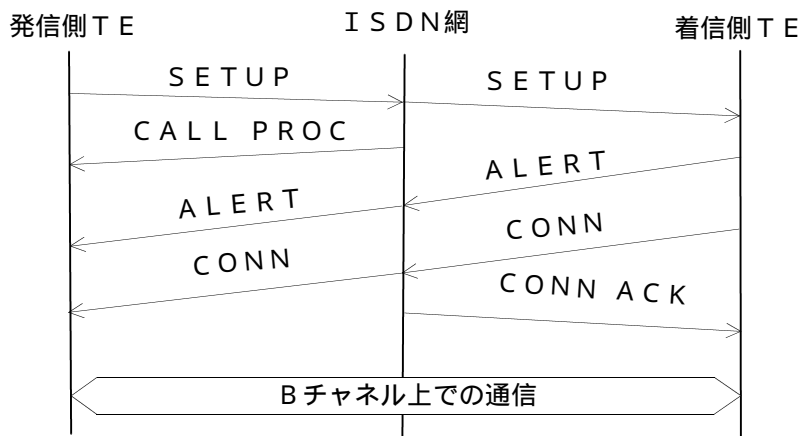 発信側ＴＥ
ＩＳＤＮ網
着信側ＴＥ
ＳＥＴＵＰ
ＳＥＴＵＰ
ＣＡＬＬ ＰＲＯＣ
ＡＬＥＲＴ
ＡＬＥＲＴ
ＣＯＮＮ
ＣＯＮＮ
ＣＯＮＮ ＡＣＫ
Ｂチャネル上での通信